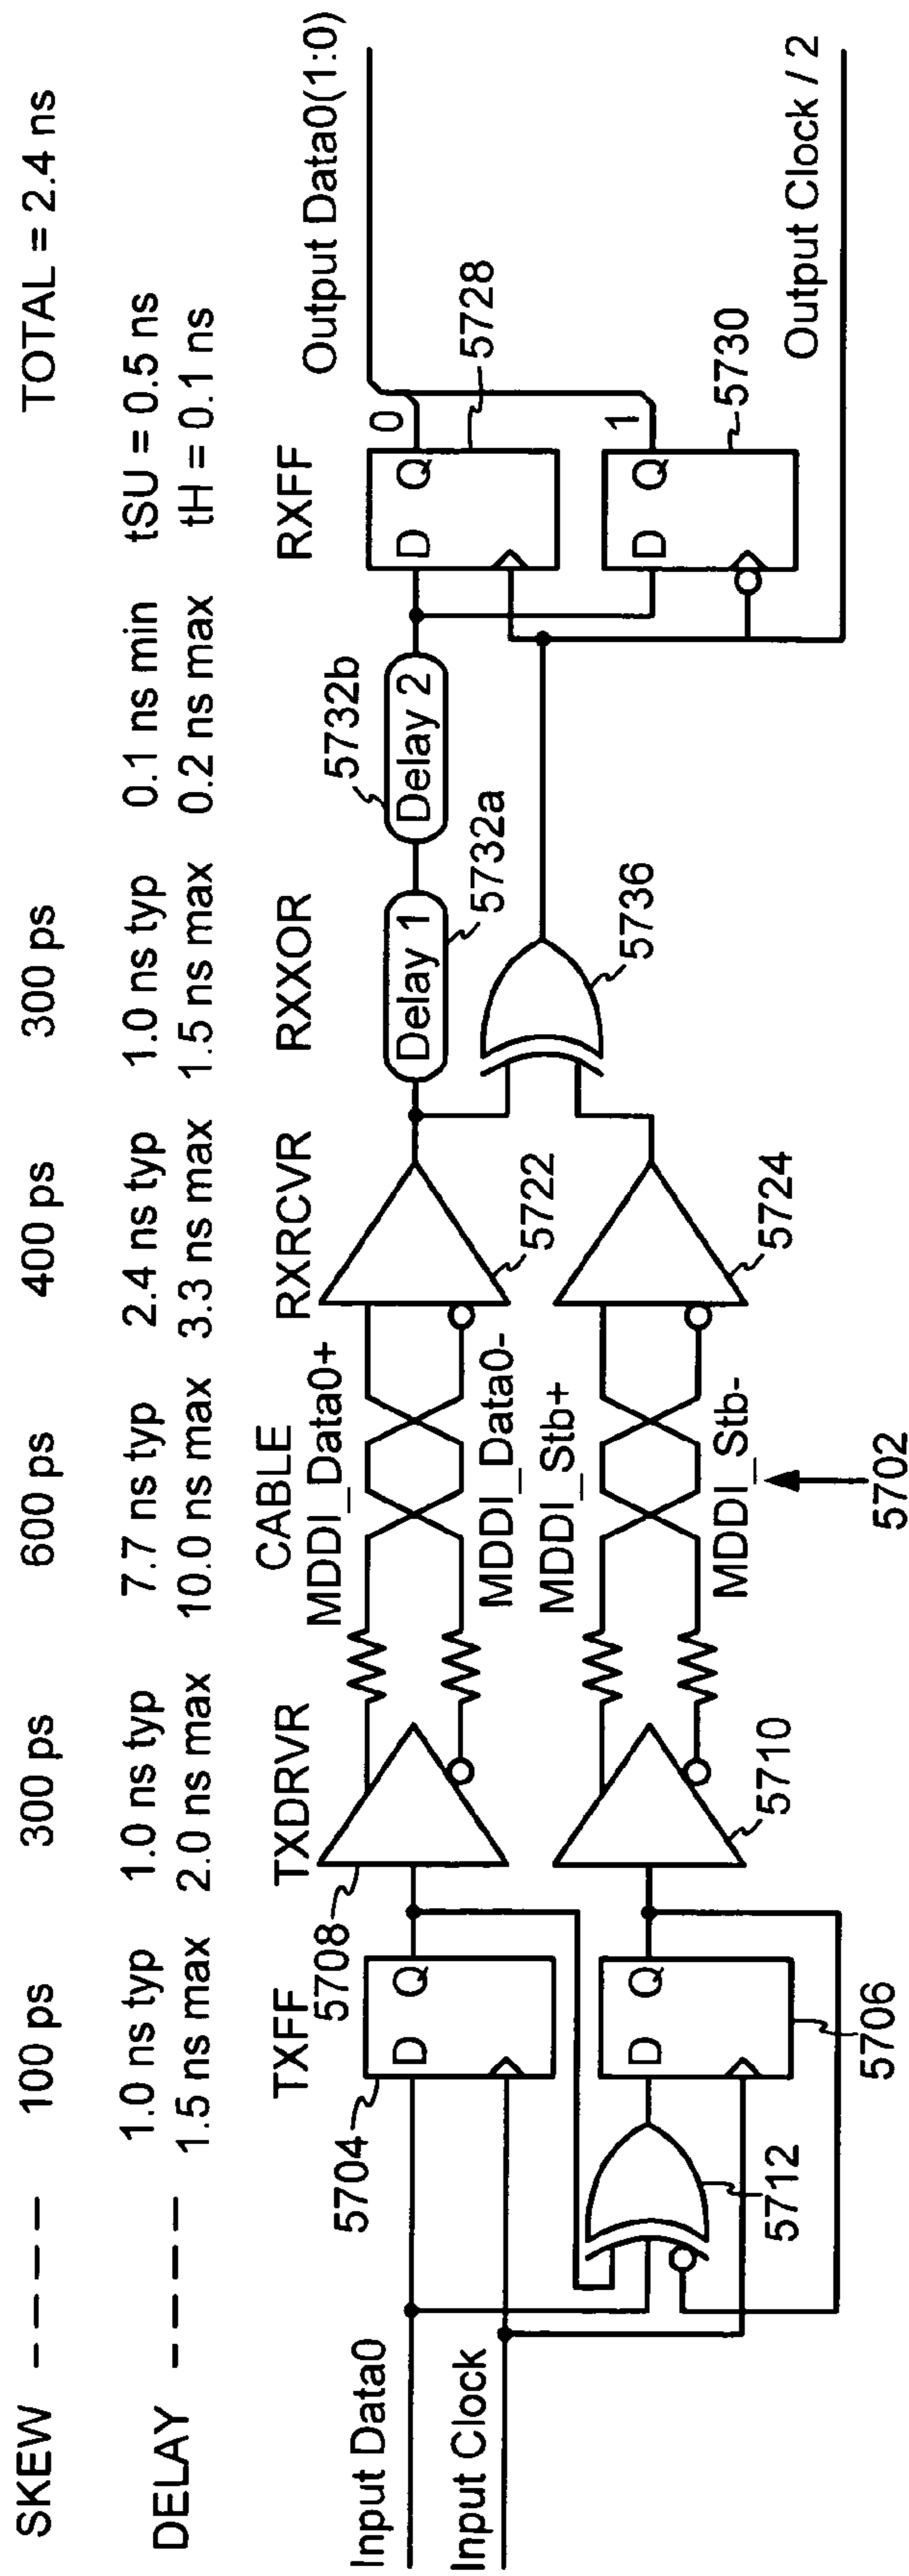 SKEW ---- 100 ps 300 ps 600 ps 400 ps 300 ps TOTAL = 2.4 ns
DELAY ---- 1.0 ns typ 1.0 ns typ 7.7 ns typ 2.4 ns typ 1.0 ns typ 0.1 ns min tSU = 0.5 ns
1.5 ns max 2.0 ns max 10.0 ns max 3.3 ns max 1.5 ns max 0.2 ns max tH = 0.1 ns
TXFF TXDRVR CABLE RXRCVR RXXOR RXFF
MDDI_Data0+
5704 5708 5732b
Input Data0 D Q Delay 1 Delay 2 D Q 0 Output Data0(1:0)
MDDI_Data0- 5722 5732a 5728
Input Clock
MDDI_Stb+
5736
D Q D Q 1
5712 5706 5710 MDDI_Stb- 5724 5730
Output Clock / 2
5702